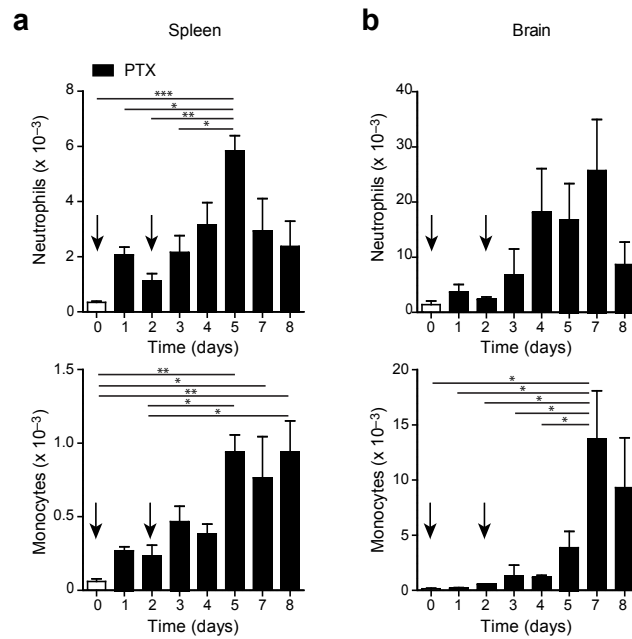 a
Spleen
PTX
***
*
**
*
8
6
4
2
0
Neutrophils (x 10⁻³)
0 1 2 3 4 5 7 8
Time (days)
b
Brain
40
30
20
10
0
Neutrophils (x 10⁻³)
0 1 2 3 4 5 7 8
Time (days)
**
*
**
*
*
1.5
1.0
0.5
0
Monocytes (x 10⁻³)
0 1 2 3 4 5 7 8
Time (days)
*
*
*
*
*
20
15
10
5
0
Monocytes (x 10⁻³)
0 1 2 3 4 5 7 8
Time (days)